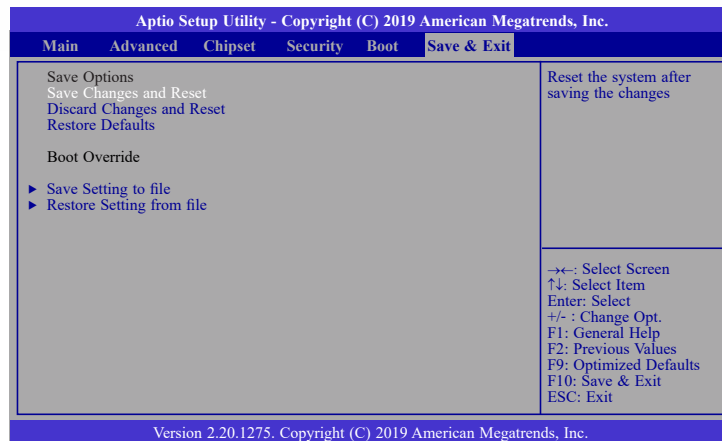 Aptio Setup Utility - Copyright (C) 2019 American Megatrends, Inc.
Main Advanced Chipset Security Boot Save & Exit
Save Options
Save Changes and Reset
Discard Changes and Reset
Restore Defaults
Boot Override
► Save Setting to file
► Restore Setting from file
Reset the system after
saving the changes
→←: Select Screen
↑↓: Select Item
Enter: Select
+/- : Change Opt.
F1: General Help
F2: Previous Values
F9: Optimized Defaults
F10: Save & Exit
ESC: Exit
Version 2.20.1275. Copyright (C) 2019 American Megatrends, Inc.